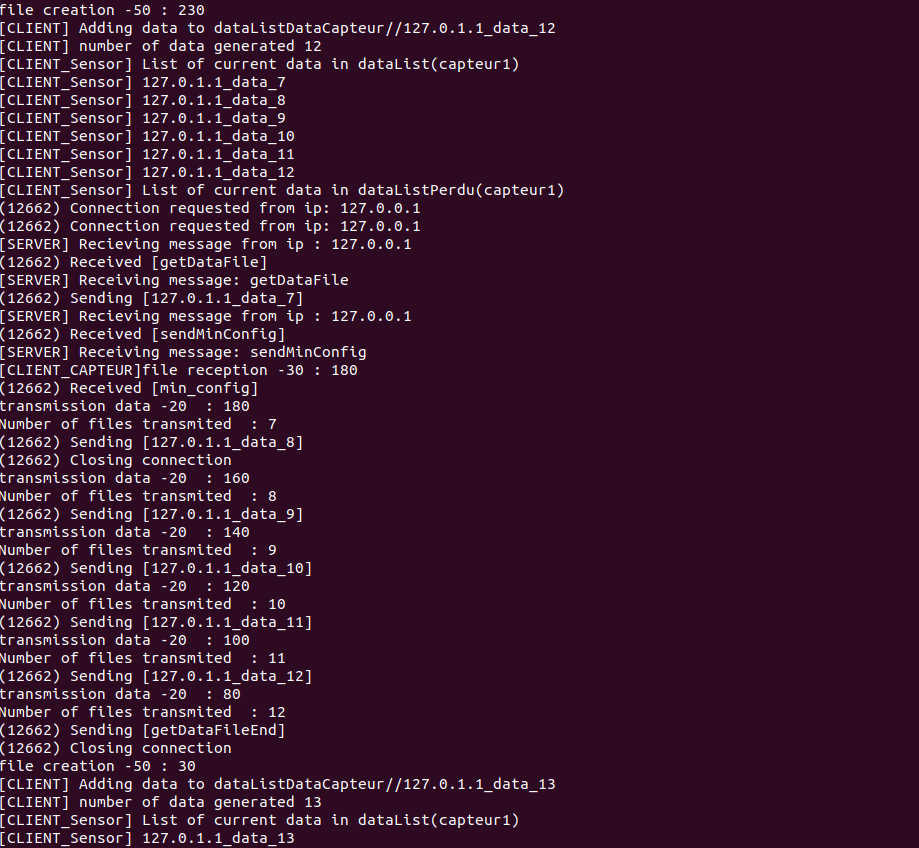 file creation -50 : 230
[CLIENT] Adding data to dataListDataCapteur//127.0.1.1_data_12
[CLIENT] number of data generated 12
[CLIENT_Sensor] List of current data in dataList(capteur1)
[CLIENT_Sensor] 127.0.1.1_data_7
[CLIENT_Sensor] 127.0.1.1_data_8
[CLIENT_Sensor] 127.0.1.1_data_9
[CLIENT_Sensor] 127.0.1.1_data_10
[CLIENT_Sensor] 127.0.1.1_data_11
[CLIENT_Sensor] 127.0.1.1_data_12
[CLIENT_Sensor] List of current data in dataListPerdu(capteur1)
(12662) Connection requested from ip: 127.0.0.1
(12662) Connection requested from ip: 127.0.0.1
[SERVER] Recieving message from ip : 127.0.0.1
(12662) Received [getDataFile]
[SERVER] Receiving message: getDataFile
(12662) Sending [127.0.1.1_data_7]
[SERVER] Recieving message from ip : 127.0.0.1
(12662) Received [sendMinConfig]
[SERVER] Receiving message: sendMinConfig
[CLIENT_CAPTEUR]file reception -30 : 180
(12662) Received [min_config]
transmission data -20  : 180
Number of files transmited  : 7
(12662) Sending [127.0.1.1_data_8]
(12662) Closing connection
transmission data -20  : 160
Number of files transmited  : 8
(12662) Sending [127.0.1.1_data_9]
transmission data -20  : 140
Number of files transmited  : 9
(12662) Sending [127.0.1.1_data_10]
transmission data -20  : 120
Number of files transmited  : 10
(12662) Sending [127.0.1.1_data_11]
transmission data -20  : 100
Number of files transmited  : 11
(12662) Sending [127.0.1.1_data_12]
transmission data -20  : 80
Number of files transmited  : 12
(12662) Sending [getDataFileEnd]
(12662) Closing connection
file creation -50 : 30
[CLIENT] Adding data to dataListDataCapteur//127.0.1.1_data_13
[CLIENT] number of data generated 13
[CLIENT_Sensor] List of current data in dataList(capteur1)
[CLIENT_Sensor] 127.0.1.1_data_13